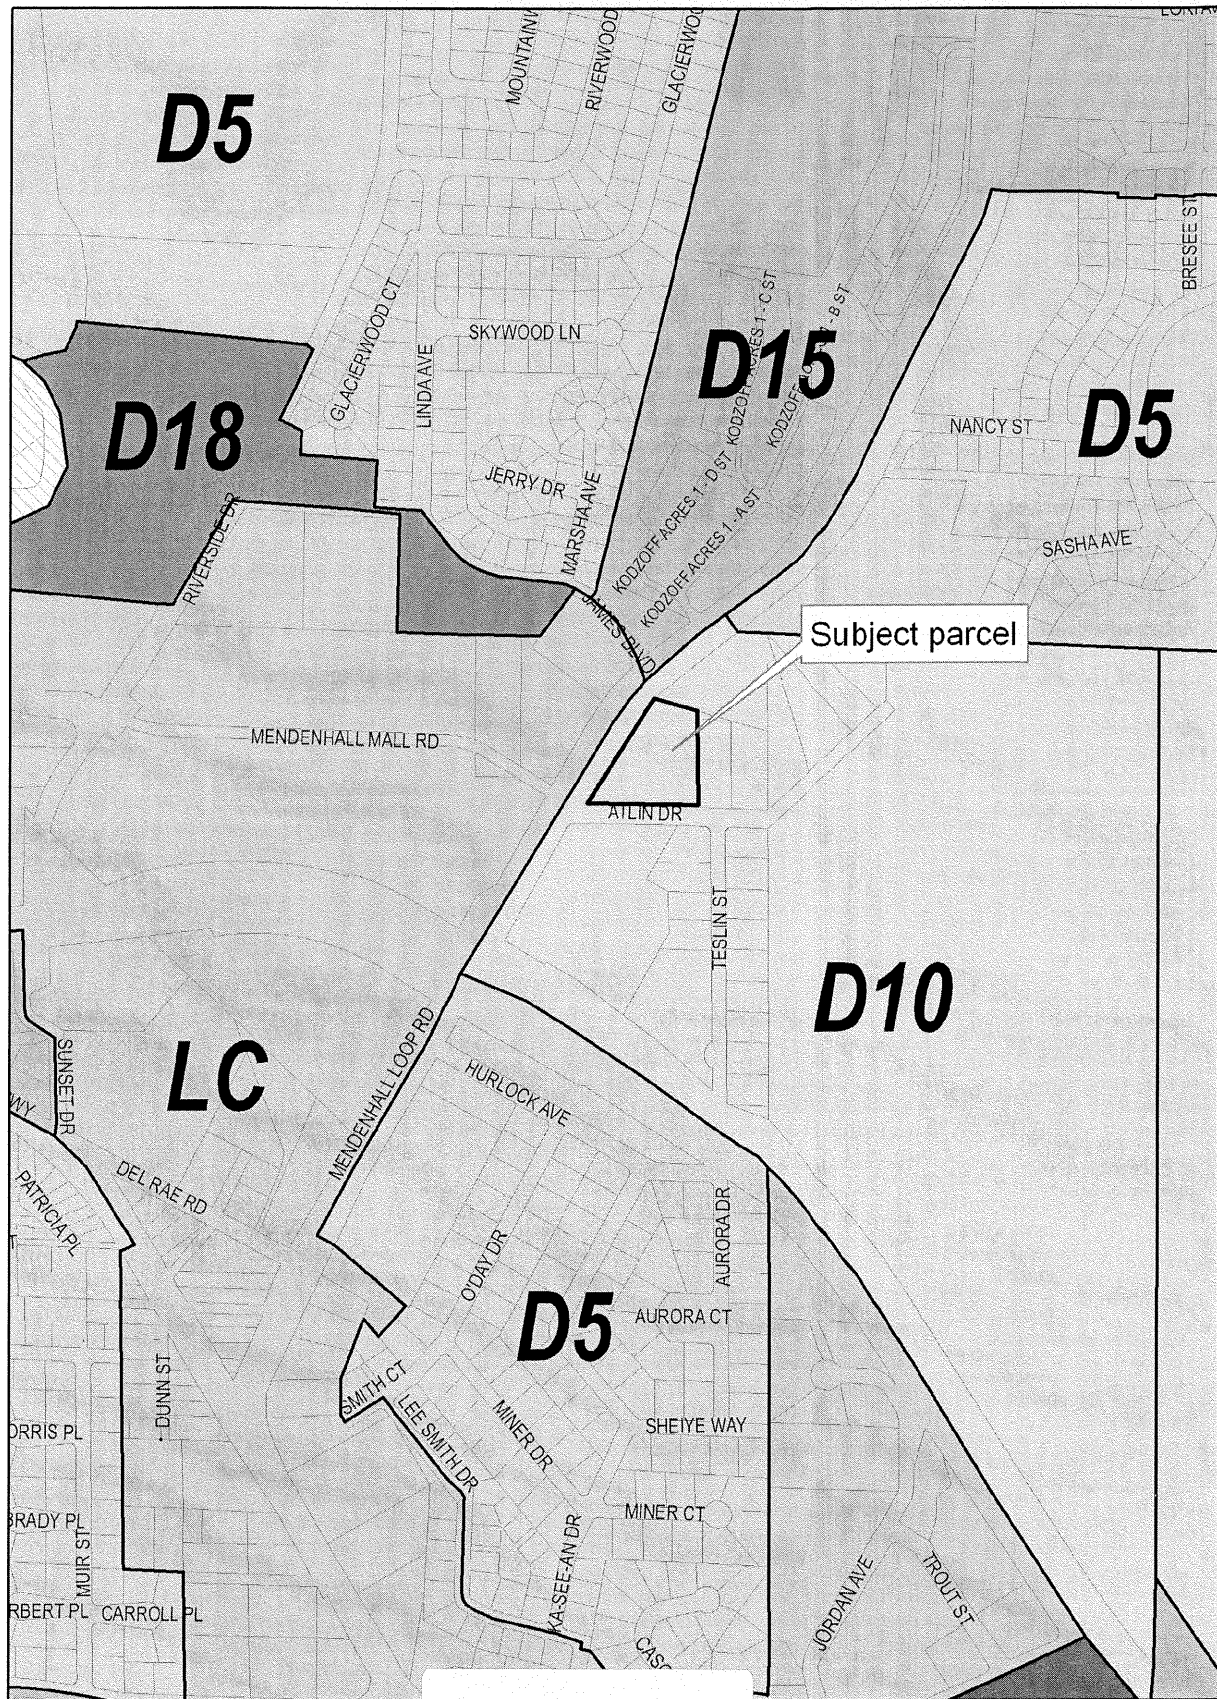 MOUNTAINV
RIVERWOOD
GLACIERWOO
D5
BRESEE ST
GLACIERWOOD CT
SKYWOOD LN
LINDA AVE
KODZOFF ACRES 1 - C ST
D15
D18
NANCY ST
D5
JERRY DR
MARSHA AVE
KODZOFF ACRES 1 - D ST
KODZOFF ACRES 1 - A ST
SASHA AVE
RIVERSIDE DR
JAMES BLVD
Subject parcel
MENDENHALL MALL RD
ATLIN DR
TESLIN ST
D10
LC
SUNSET DR
MENDENHALL LOOP RD
HURLOCK AVE
WY
PATRICIA PL
DEL RAE RD
AURORA DR
O'DAY DR
D5
AURORA CT
DUNN ST
SMITH CT
LEE SMITH DR
MINER DR
ORRIS PL
SHEIYE WAY
BRADY PL
MUIR ST
MINER CT
KA-SEE-AN DR
JORDAN AVE
TROUT ST
RBERT PL
CARROLL PL
CASC